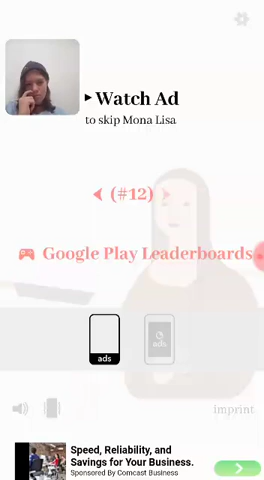 Watch Ad
to skip Mona Lisa
(#12)
Google Play Leaderboards
ads
ads
imprint
Speed, Reliability, and
Savings for Your Business.
Sponsored By Comcast Business